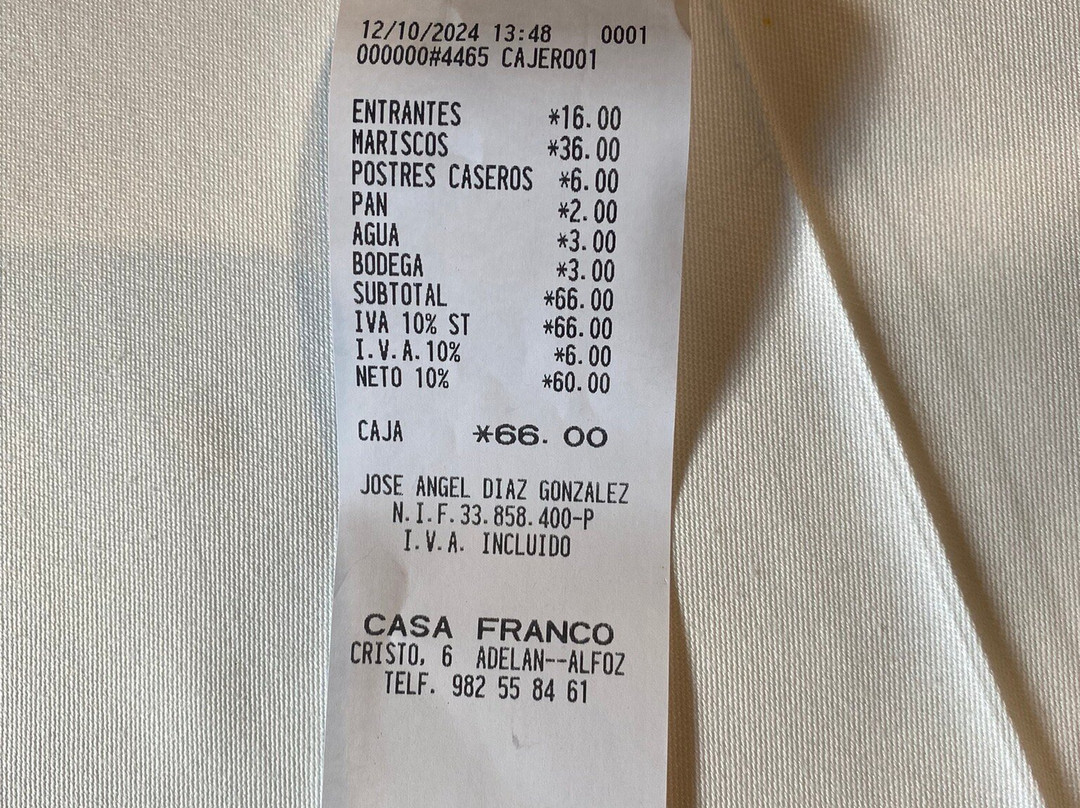 12/10/2024 13:48 0001
000000#4465 CAJERO01
ENTRANTES *16.00
MARISCOS *36.00
POSTRES CASEROS *6.00
PAN *2.00
AGUA *3.00
BODEGA *3.00
SUBTOTAL *66.00
IVA 10% ST *66.00
I.V.A.10% *6.00
NETO 10% *60.00
CAJA *66.00
JOSE ANGEL DIAZ GONZALEZ
N.I.F.33.858.400-P
I.V.A. INCLUIDO
CASA FRANCO
CRISTO, 6 ADELAN--ALFOZ
TELF. 982 55 84 61